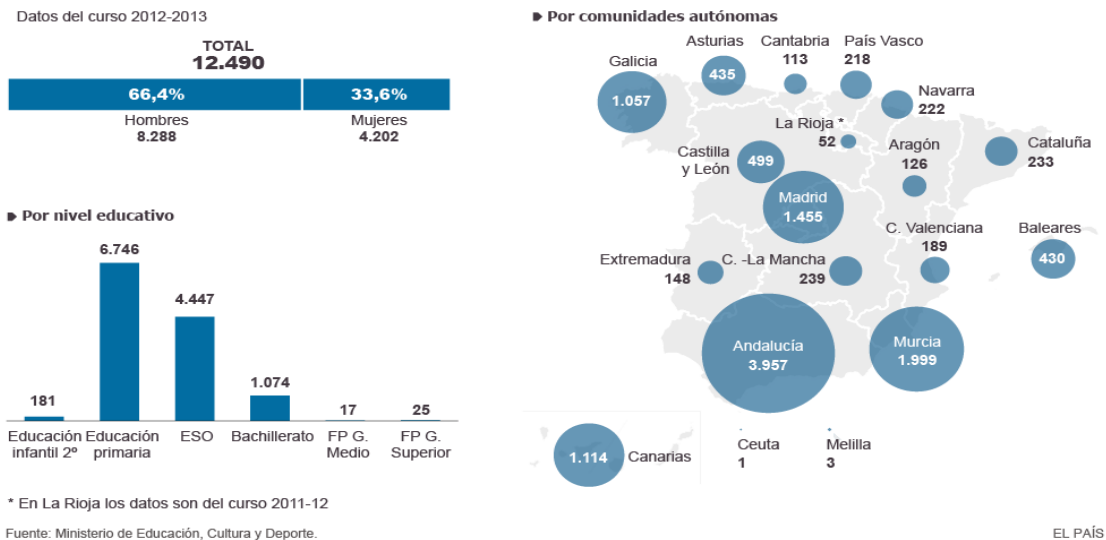 Datos del curso 2012-2013
TOTAL
12.490
66,4%
33,6%
Hombres
8.288
Mujeres
4.202
Por nivel educativo
181
6.746
4.447
1.074
17
25
Educación
infantil 2º
Educación
primaria
ESO
Bachillerato
FP G.
Medio
FP G.
Superior
Por comunidades autónomas
Galicia
1.057
Asturias
435
Cantabria
113
País Vasco
218
Navarra
222
La Rioja *
52
Aragón
126
Cataluña
233
Castilla
y León
499
Madrid
1.455
C. Valenciana
189
Baleares
430
Extremadura
148
C. -La Mancha
239
Andalucía
3.957
Murcia
1.999
1.114
Canarias
Ceuta
1
Melilla
3
* En La Rioja los datos son del curso 2011-12
Fuente: Ministerio de Educación, Cultura y Deporte.
EL PAÍS